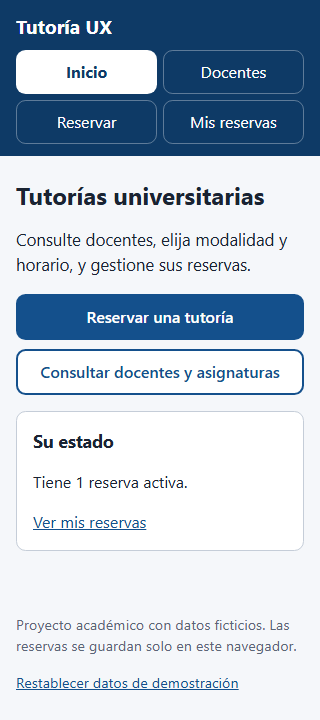 Tutoría UX
Inicio
Docentes
Reservar
Mis reservas
Tutorías universitarias
Consulte docentes, elija modalidad y
horario, y gestione sus reservas.
Reservar una tutoría
Consultar docentes y asignaturas
Su estado
Tiene 1 reserva activa.
Ver mis reservas
Proyecto académico con datos ficticios. Las
reservas se guardan solo en este navegador.
Restablecer datos de demostración